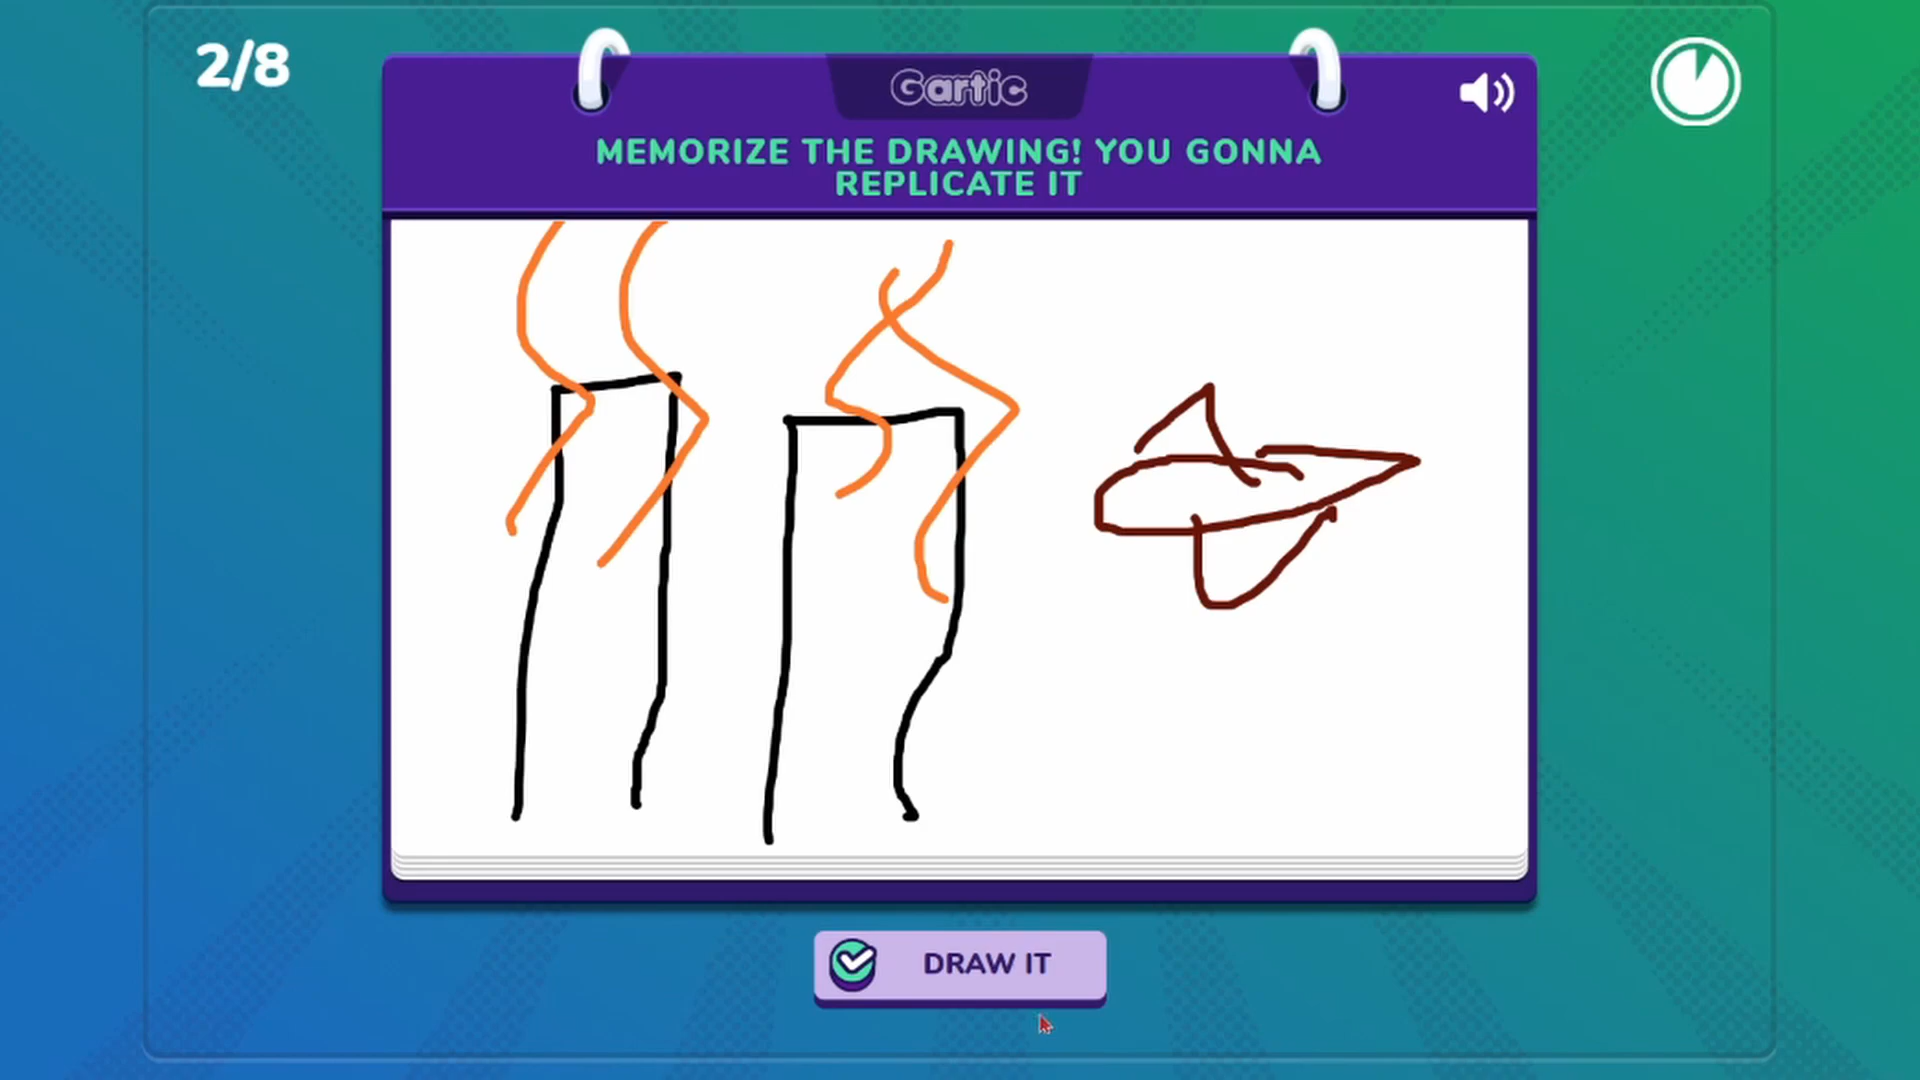 2/8
Gartic
MEMORIZE THE DRAWING! YOU GONNA
REPLICATE IT
DRAW IT